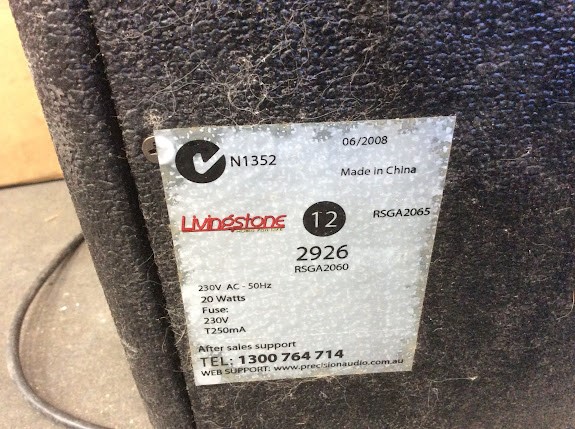 N1352
06/2008
Made in China
Livingstone
12
RSGA2065
2926
RSGA2060
230V AC - 50Hz
20 Watts
Fuse:
230V
T250mA
After sales support
TEL: 1300 764 714
WEB SUPPORT: www.precisionaudio.com.au